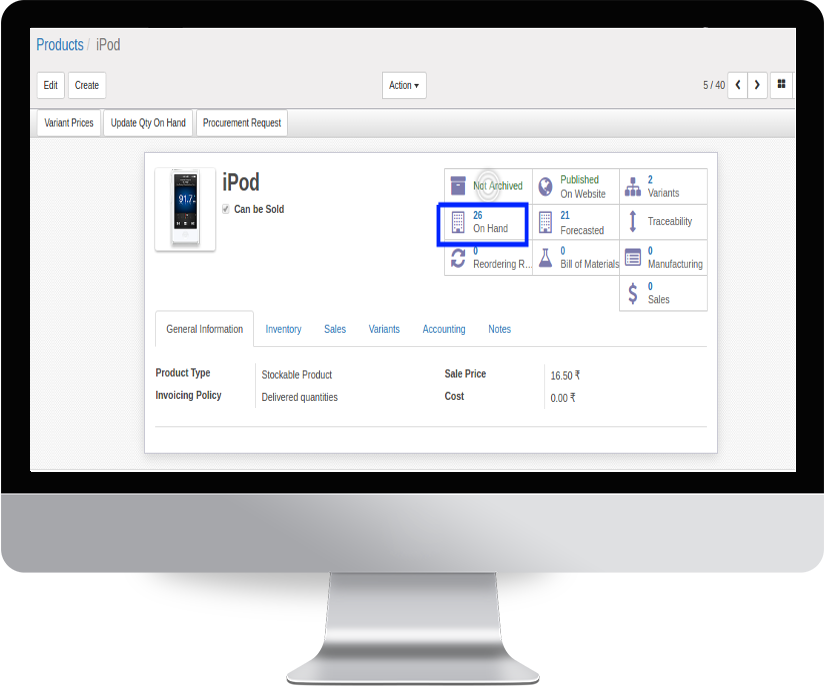 Products / iPod
Edit Create Action 5 / 40
Variant Prices Update Qty On Hand Procurement Request
iPod
Can be Sold
91.7
Not Archived
Published
On Website
2
Variants
26
On Hand
21
Forecasted
Traceability
0
Reordering R...
0
Bill of Materials
0
Manufacturing
0
Sales
General Information Inventory Sales Variants Accounting Notes
Product Type Stockable Product Sale Price 16.50 ₹
Invoicing Policy Delivered quantities Cost 0.00 ₹